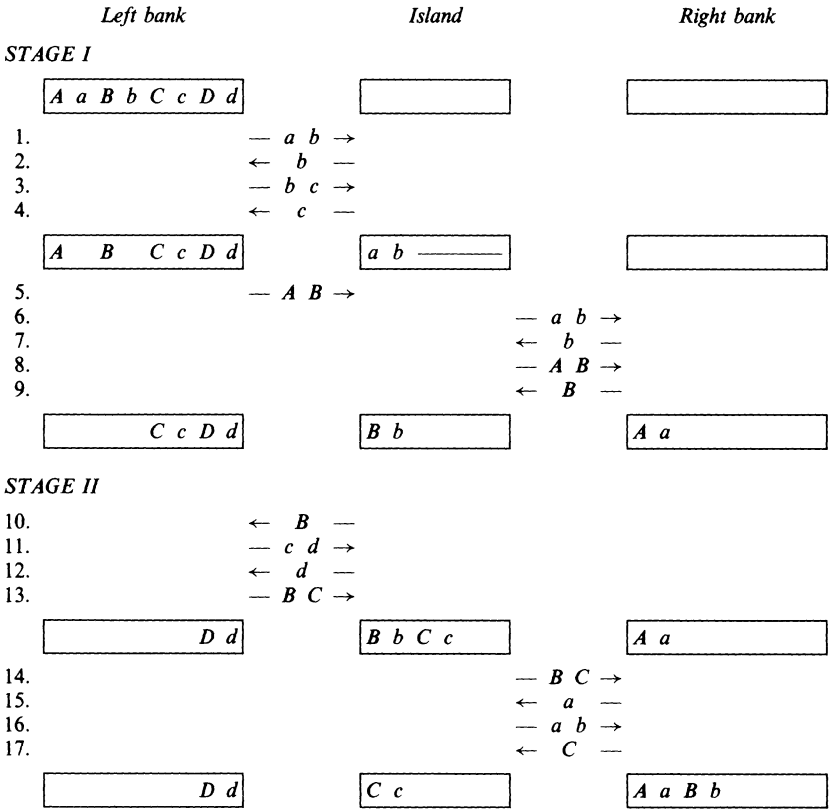 Left bank Island Right bank
STAGE I
A a B b C c D d
1. — a b →
2. ← b —
3. — b c →
4. ← c —
A B C c D d a b ————
5. — A B →
6. — a b →
7. ← b —
8. — A B →
9. ← B —
C c D d B b A a
STAGE II
10. ← B —
11. — c d →
12. ← d —
13. — B C →
D d B b C c A a
14. — B C →
15. ← a —
16. — a b →
17. ← C —
D d C c A a B b